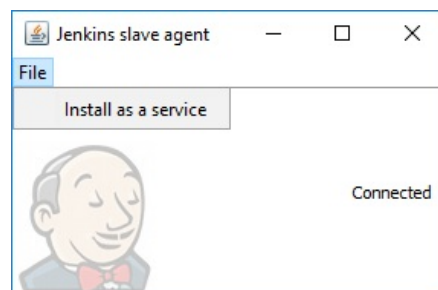 Jenkins slave agent
File
Install as a service
Connected